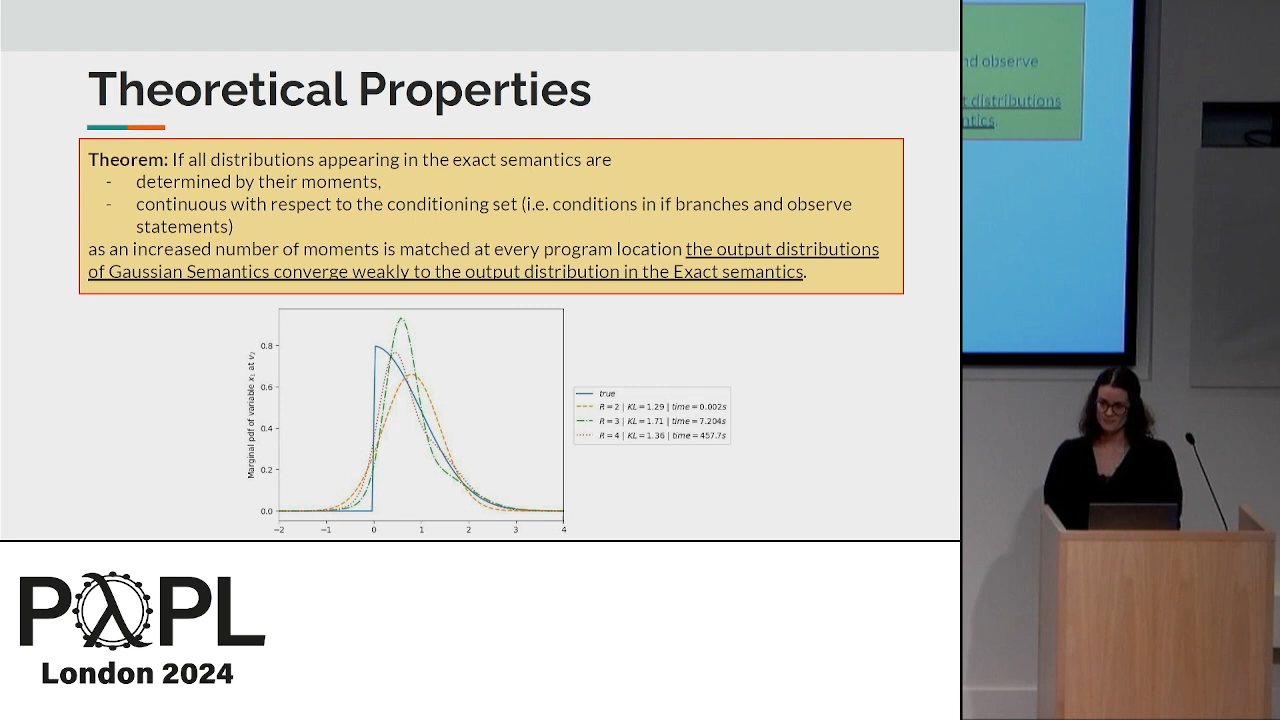 Theoretical Properties
Theorem: If all distributions appearing in the exact semantics are
- determined by their moments,
- continuous with respect to the conditioning set (i.e. conditions in if branches and observe
statements)
as an increased number of moments is matched at every program location the output distributions
of Gaussian Semantics converge weakly to the output distribution in the Exact semantics.
Marginal pdf of variable x₁ at v₂
0.8
0.6
0.4
0.2
0.0
−2 −1 0 1 2 3 4
true
R = 2 | KL = 1.29 | time = 0.002s
R = 3 | KL = 1.71 | time = 7.204s
R = 4 | KL = 1.36 | time = 457.7s
nd observe
t distributions
ntics.
PλPL
London 2024